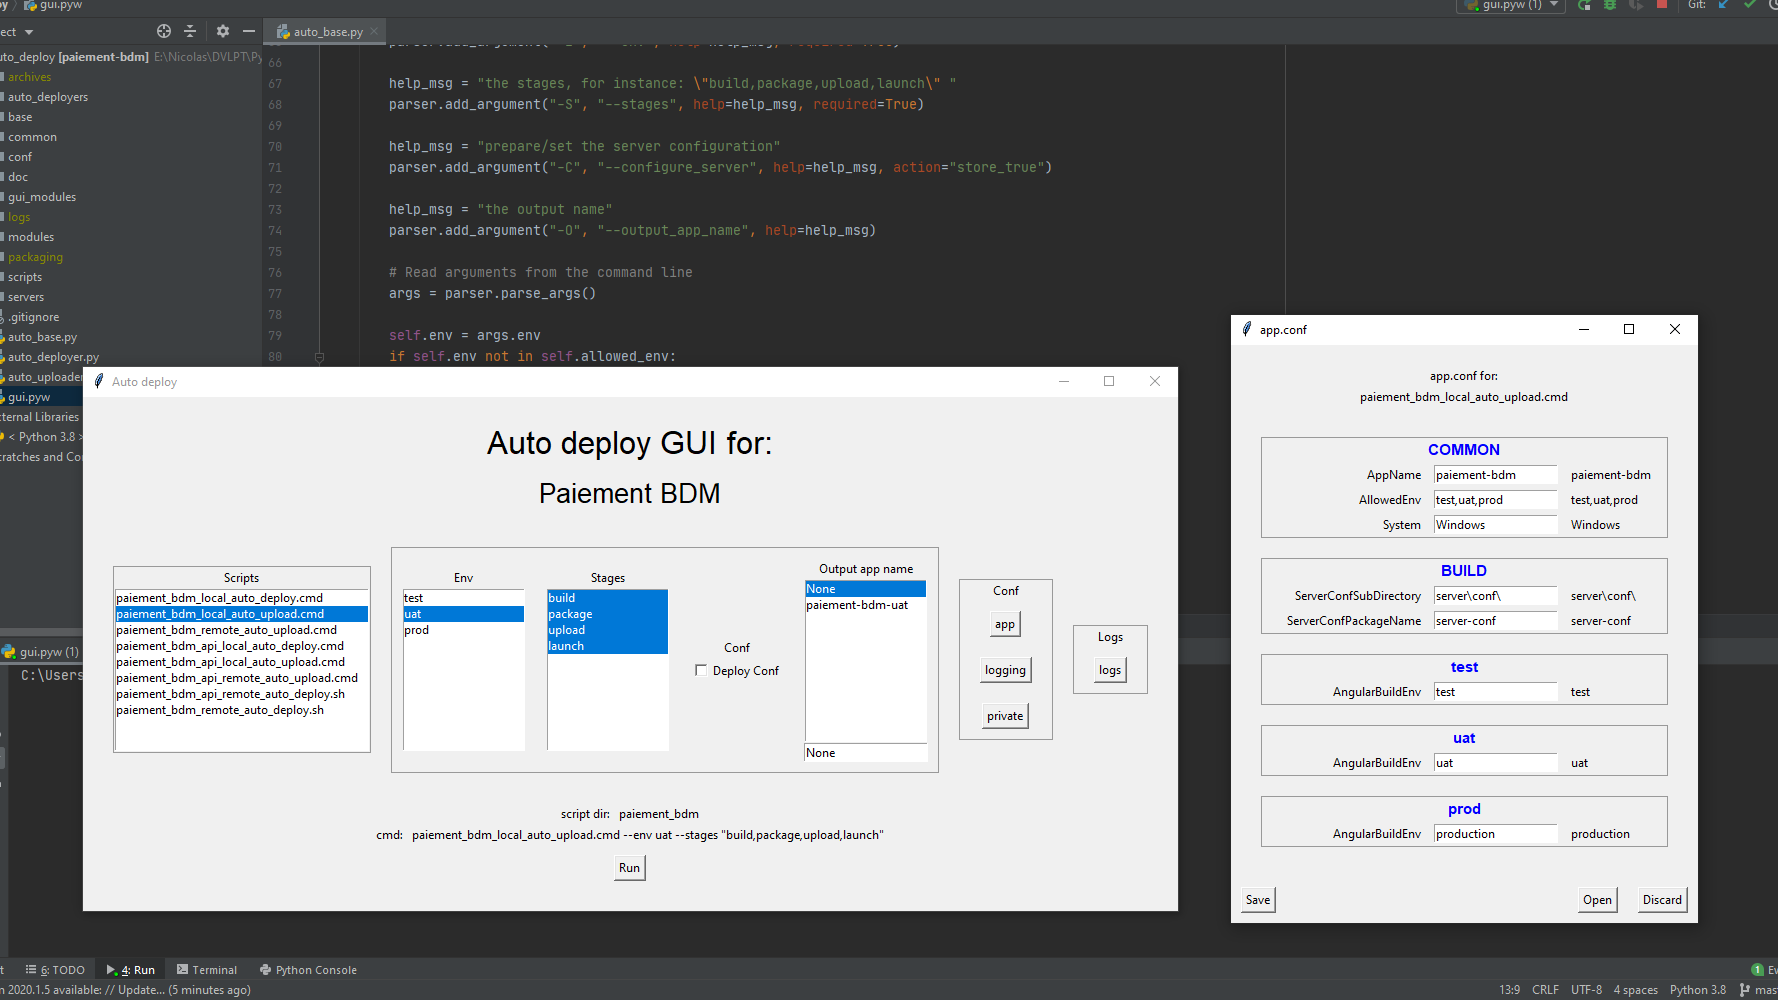 gui.pyw
gui.pyw (1)
Git:
auto_base.py
auto_deploy [paiement-bdm] E:\Nicolas\DVLPT\Py
archives
auto_deployers
base
common
conf
doc
gui_modules
logs
modules
packaging
scripts
servers
.gitignore
auto_base.py
auto_deployer.py
auto_uploader
gui.pyw
ternal Libraries
< Python 3.8 >
ratches and Co
66
67 help_msg = "the stages, for instance: \"build,package,upload,launch\" "
68 parser.add_argument("-S", "--stages", help=help_msg, required=True)
69
70 help_msg = "prepare/set the server configuration"
71 parser.add_argument("-C", "--configure_server", help=help_msg, action="store_true")
72
73 help_msg = "the output name"
74 parser.add_argument("-O", "--output_app_name", help=help_msg)
75
76 # Read arguments from the command line
77 args = parser.parse_args()
78
79 self.env = args.env
80 if self.env not in self.allowed_env:
gui.pyw (1)
C:\Users
Auto deploy
Auto deploy GUI for:
Paiement BDM
Scripts
paiement_bdm_local_auto_deploy.cmd
paiement_bdm_local_auto_upload.cmd
paiement_bdm_remote_auto_upload.cmd
paiement_bdm_api_local_auto_deploy.cmd
paiement_bdm_api_local_auto_upload.cmd
paiement_bdm_api_remote_auto_upload.cmd
paiement_bdm_api_remote_auto_deploy.sh
paiement_bdm_remote_auto_deploy.sh
Env
test
uat
prod
Stages
build
package
upload
launch
Conf
Deploy Conf
Output app name
None
paiement-bdm-uat
None
Conf
app
logging
private
Logs
logs
script dir: paiement_bdm
cmd: paiement_bdm_local_auto_upload.cmd --env uat --stages "build,package,upload,launch"
Run
app.conf
app.conf for:
paiement_bdm_local_auto_upload.cmd
COMMON
AppName paiement-bdm paiement-bdm
AllowedEnv test,uat,prod test,uat,prod
System Windows Windows
BUILD
ServerConfSubDirectory server\conf\ server\conf\
ServerConfPackageName server-conf server-conf
test
AngularBuildEnv test test
uat
AngularBuildEnv uat uat
prod
AngularBuildEnv production production
Save Open Discard
6: TODO 4: Run Terminal Python Console 1 Ev
n 2020.1.5 available: // Update... (5 minutes ago) 13:9 CRLF UTF-8 4 spaces Python 3.8 mas